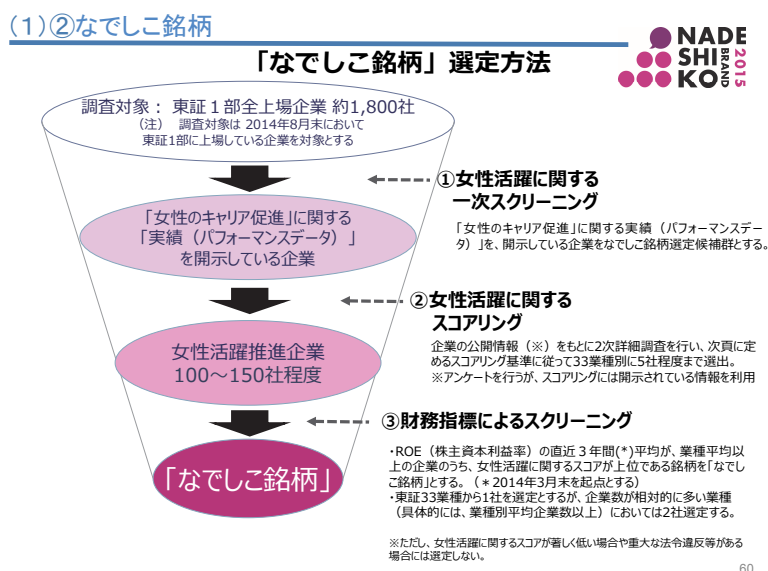 (1)②なでしこ銘柄
NADE
SHI
KO
BRAND
2015
「なでしこ銘柄」選定方法
調査対象： 東証１部全上場企業 約1,800社
（注） 調査対象は 2014年8月末において
東証1部に上場している企業を対象とする
①女性活躍に関する
一次スクリーニング
「女性のキャリア促進」に関する実績（パフォーマンスデー
タ）」を、開示している企業をなでしこ銘柄選定候補群とする。
「女性のキャリア促進」に関する
「実績（パフォーマンスデータ）」
を開示している企業
②女性活躍に関する
スコアリング
企業の公開情報（※）をもとに2次詳細調査を行い、次頁に定
めるスコアリング基準に従って33業種別に5社程度まで選出。
※アンケートを行うが、スコアリングには開示されている情報を利用
女性活躍推進企業
100～150社程度
③財務指標によるスクリーニング
・ROE（株主資本利益率）の直近３年間(*)平均が、業種平均以
上の企業のうち、女性活躍に関するスコアが上位である銘柄を「なでし
こ銘柄」とする。（＊2014年3月末を起点とする）
・東証33業種から1社を選定とするが、企業数が相対的に多い業種
（具体的には、業種別平均企業数以上）においては2社選定する。
「なでしこ銘柄」
※ただし、女性活躍に関するスコアが著しく低い場合や重大な法令違反等がある
場合には選定しない。
60